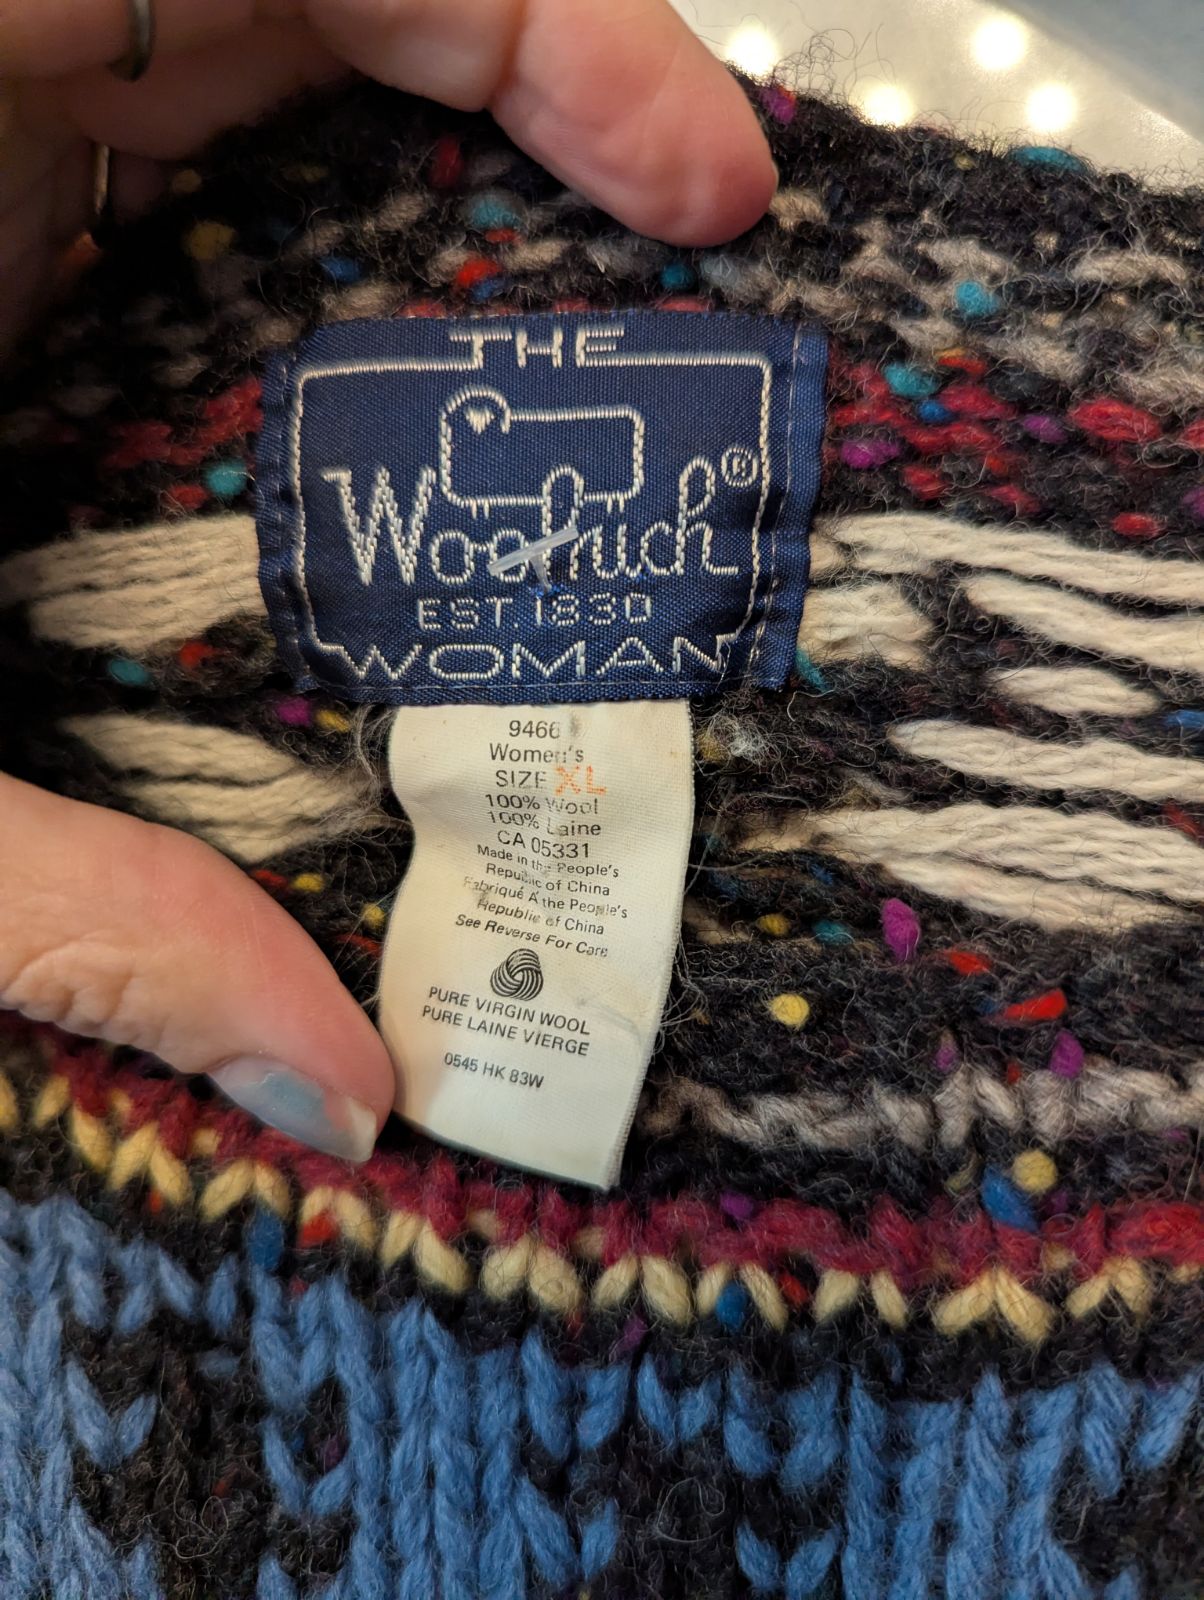 THE
Woolrich®
EST. 1830
WOMAN
9466
Women's
SIZE XL
100% Wool
100% Laine
CA 05331
Made in the People's
Republic of China
Fabriqué A' the People's
Republic of China
See Reverse For Care
PURE VIRGIN WOOL
PURE LAINE VIERGE
0545 HK 83W